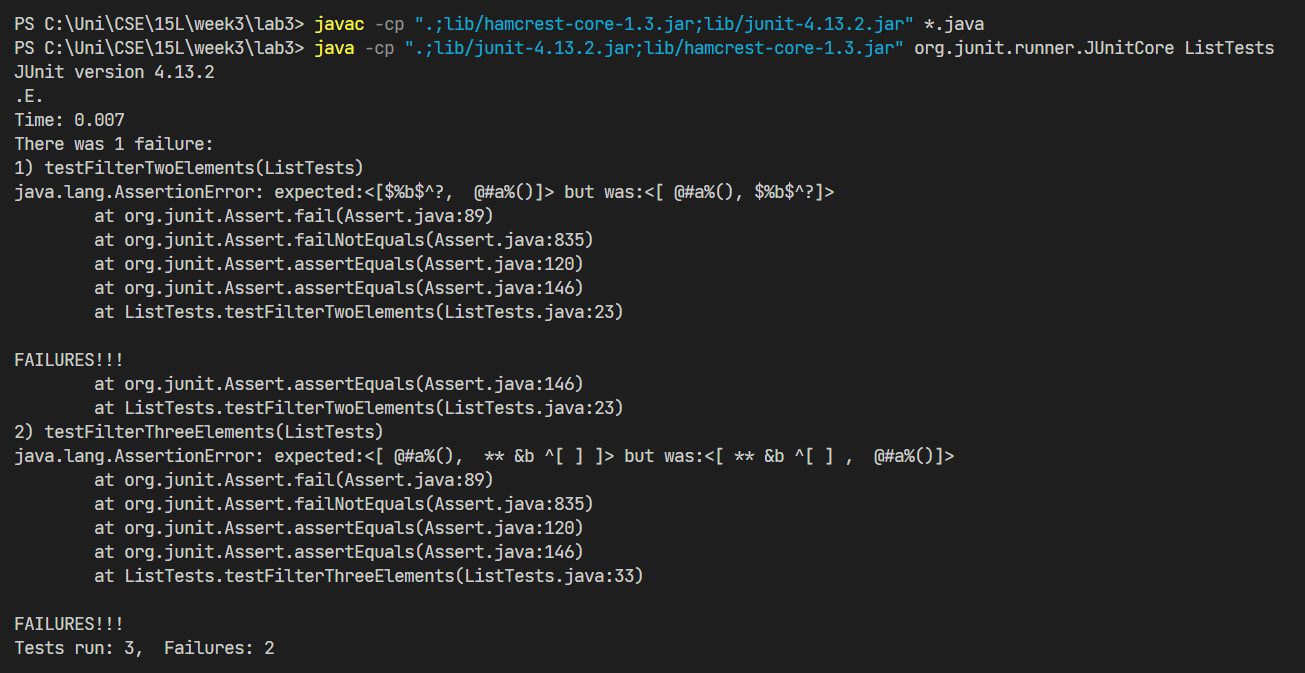 PS C:\Uni\CSE\15L\week3\lab3> javac -cp ".;lib/hamcrest-core-1.3.jar;lib/junit-4.13.2.jar" *.java
PS C:\Uni\CSE\15L\week3\lab3> java -cp ".;lib/junit-4.13.2.jar;lib/hamcrest-core-1.3.jar" org.junit.runner.JUnitCore ListTests
JUnit version 4.13.2
.E.
Time: 0.007
There was 1 failure:
1) testFilterTwoElements(ListTests)
java.lang.AssertionError: expected:<[$%b$^?,  @#a%()]> but was:<[ @#a%(), $%b$^?]>
        at org.junit.Assert.fail(Assert.java:89)
        at org.junit.Assert.failNotEquals(Assert.java:835)
        at org.junit.Assert.assertEquals(Assert.java:120)
        at org.junit.Assert.assertEquals(Assert.java:146)
        at ListTests.testFilterTwoElements(ListTests.java:23)

FAILURES!!!
        at org.junit.Assert.assertEquals(Assert.java:146)
        at ListTests.testFilterTwoElements(ListTests.java:23)
2) testFilterThreeElements(ListTests)
java.lang.AssertionError: expected:<[ @#a%(),  ** &b ^[ ] ]> but was:<[ ** &b ^[ ] ,  @#a%()]>
        at org.junit.Assert.fail(Assert.java:89)
        at org.junit.Assert.failNotEquals(Assert.java:835)
        at org.junit.Assert.assertEquals(Assert.java:120)
        at org.junit.Assert.assertEquals(Assert.java:146)
        at ListTests.testFilterThreeElements(ListTests.java:33)

FAILURES!!!
Tests run: 3,  Failures: 2